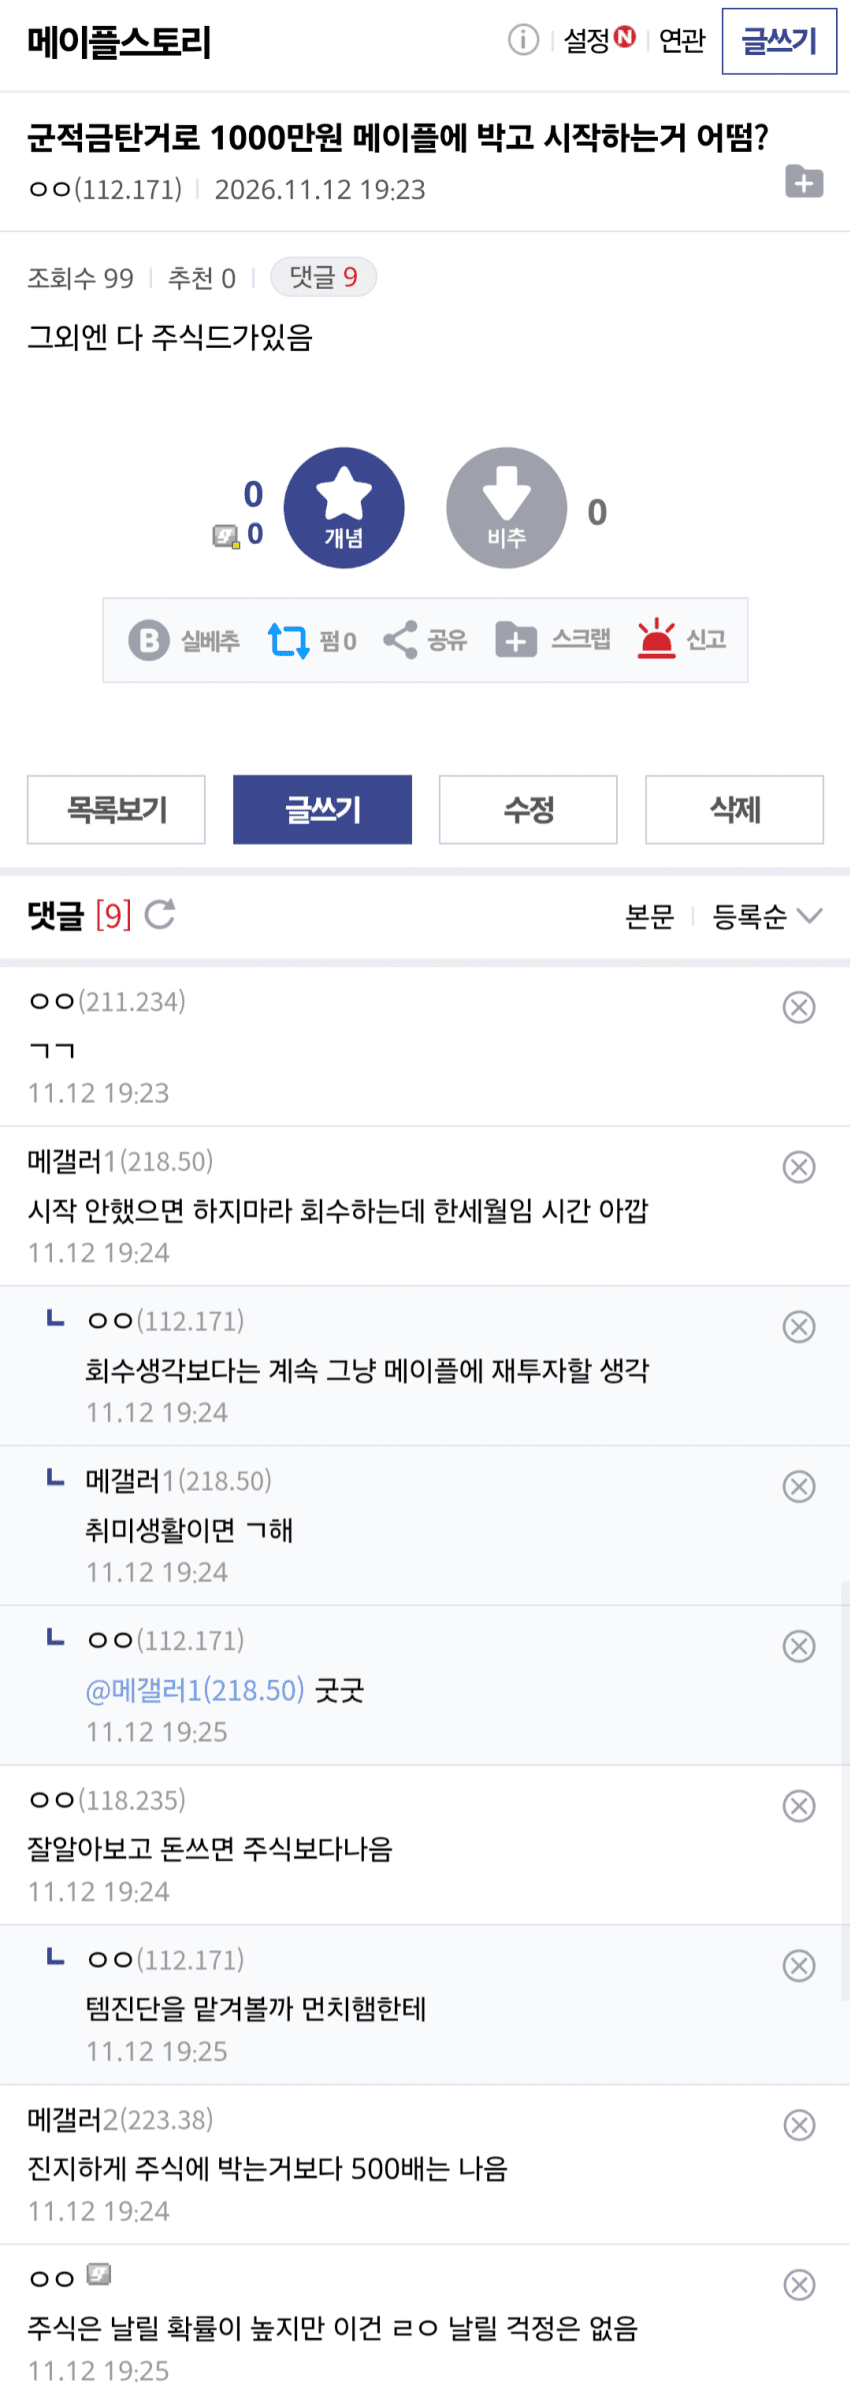 메이플스토리
설정 N 연관 글쓰기
군적금탄거로 1000만원 메이플에 박고 시작하는거 어떰?
ㅇㅇ(112.171) 2026.11.12 19:23
조회수 99 추천 0 댓글 9
그외엔 다 주식드가있음
0
0
개념
비추
0
B 실베추 펌 0 공유 스크랩 신고
목록보기 글쓰기 수정 삭제
댓글 [9] 본문 등록순
ㅇㅇ(211.234)
ㄱㄱ
11.12 19:23
메갤러1(218.50)
시작 안했으면 하지마라 회수하는데 한세월임 시간 아깝
11.12 19:24
ㅇㅇ(112.171)
회수생각보다는 계속 그냥 메이플에 재투자할 생각
11.12 19:24
메갤러1(218.50)
취미생활이면 ㄱ해
11.12 19:24
ㅇㅇ(112.171)
@메갤러1(218.50) 굿굿
11.12 19:25
ㅇㅇ(118.235)
잘알아보고 돈쓰면 주식보다나음
11.12 19:24
ㅇㅇ(112.171)
템진단을 맡겨볼까 먼치햄한테
11.12 19:25
메갤러2(223.38)
진지하게 주식에 박는거보다 500배는 나음
11.12 19:24
ㅇㅇ
주식은 날릴 확률이 높지만 이건 ㄹㅇ 날릴 걱정은 없음
11.12 19:25